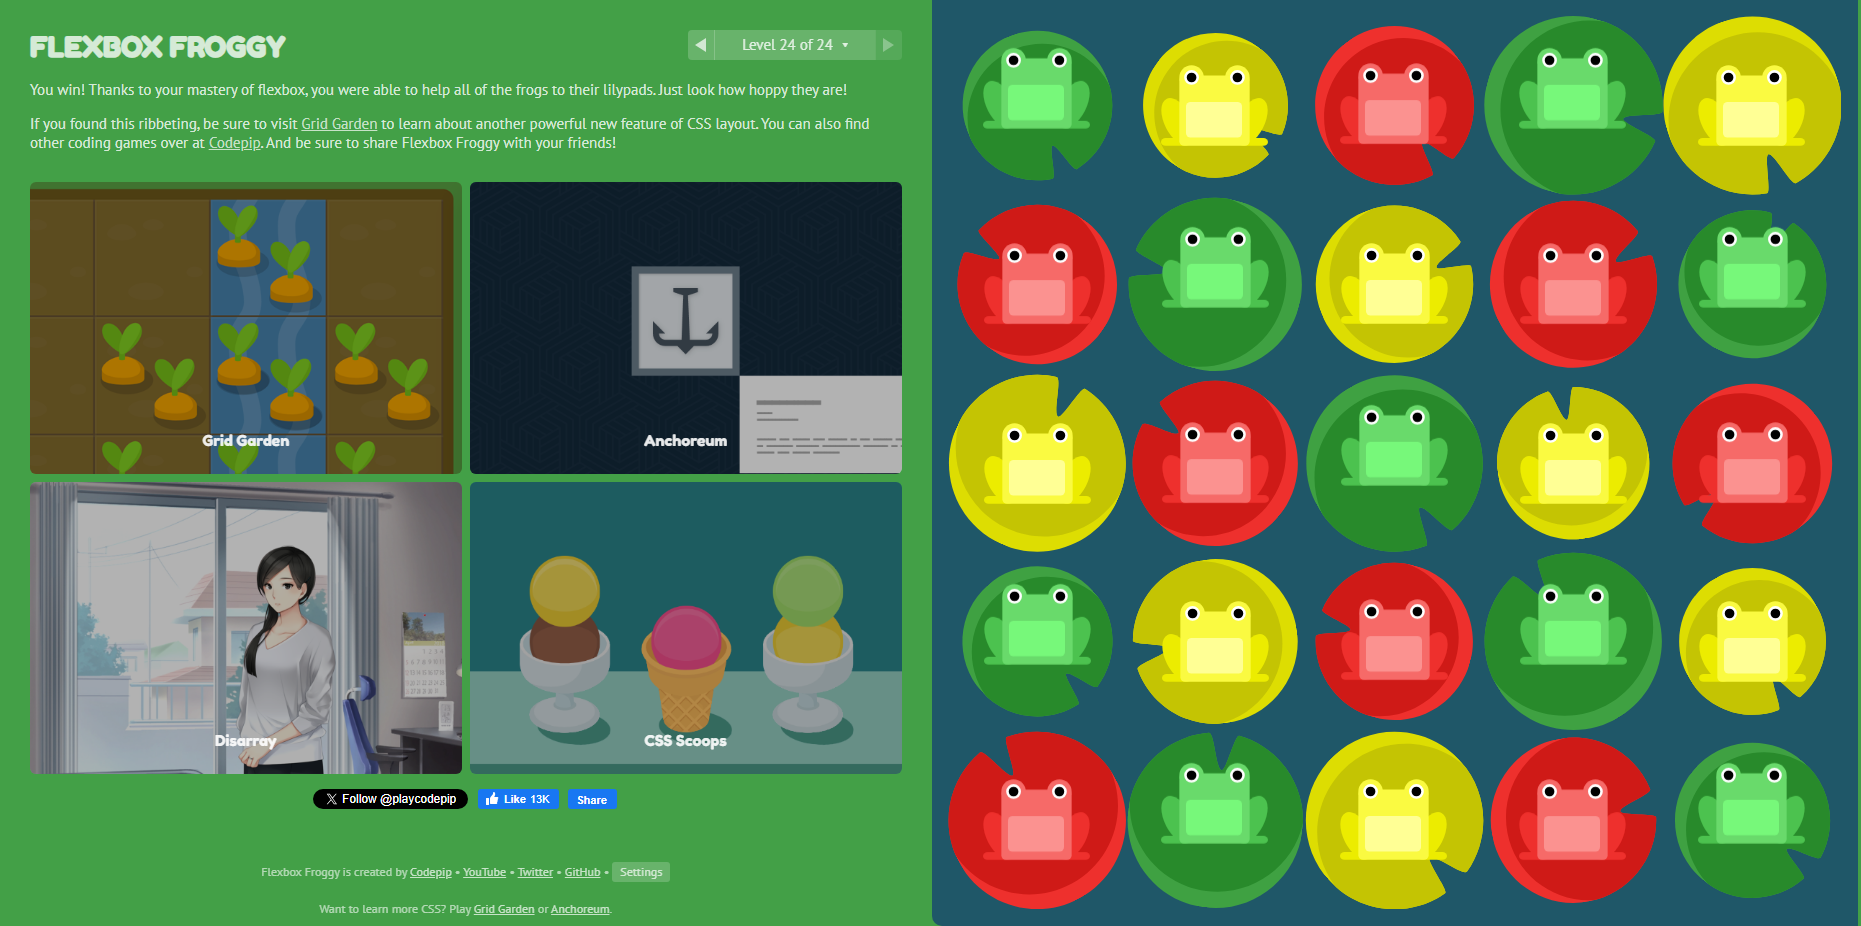 FLEXBOX FROGGY
Level 24 of 24
You win! Thanks to your mastery of flexbox, you were able to help all of the frogs to their lilypads. Just look how hoppy they are!
If you found this ribbeting, be sure to visit Grid Garden to learn about another powerful new feature of CSS layout. You can also find
other coding games over at Codepip. And be sure to share Flexbox Froggy with your friends!
Grid Garden
Anchoreum
Disarray
CSS Scoops
Follow @playcodepip
Like 13K
Share
Flexbox Froggy is created by Codepip • YouTube • Twitter • GitHub • Settings
Want to learn more CSS? Play Grid Garden or Anchoreum.